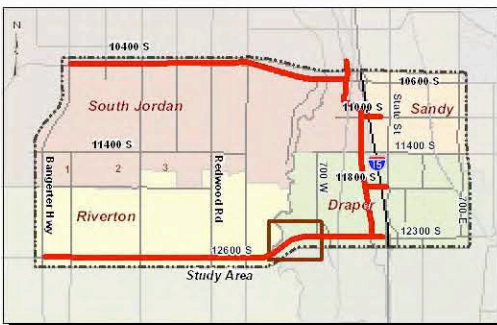 N
10400 S
10600 S
South Jordan
11000 S
State St
Sandy
11400 S
11400 S
15
Bangerter Hwy
1
2
3
Redwood Rd
700 W
11800 S
700 E
Riverton
Draper
12600 S
12300 S
Study Area